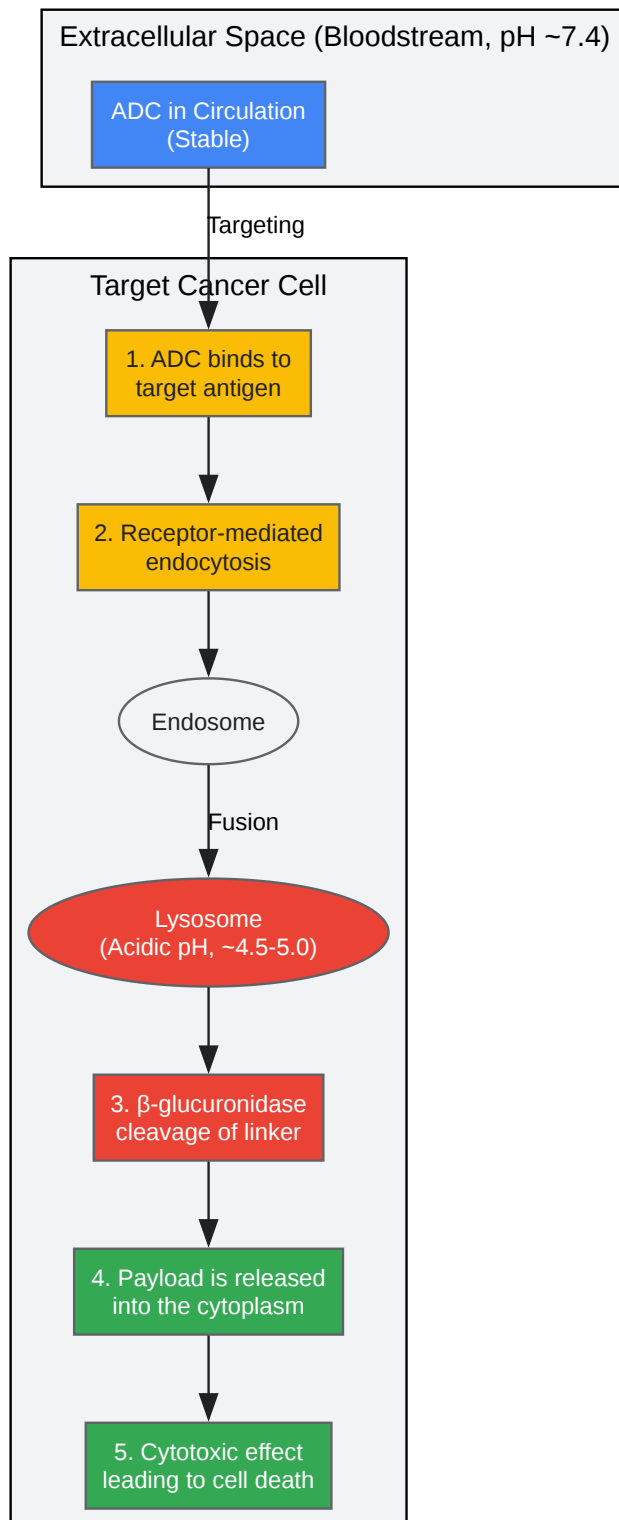 Extracellular Space (Bloodstream, pH ~7.4)
ADC in Circulation
(Stable)
Targeting
Target Cancer Cell
1. ADC binds to
target antigen
2. Receptor-mediated
endocytosis
Endosome
Fusion
Lysosome
(Acidic pH, ~4.5-5.0)
3. β-glucuronidase
cleavage of linker
4. Payload is released
into the cytoplasm
5. Cytotoxic effect
leading to cell death